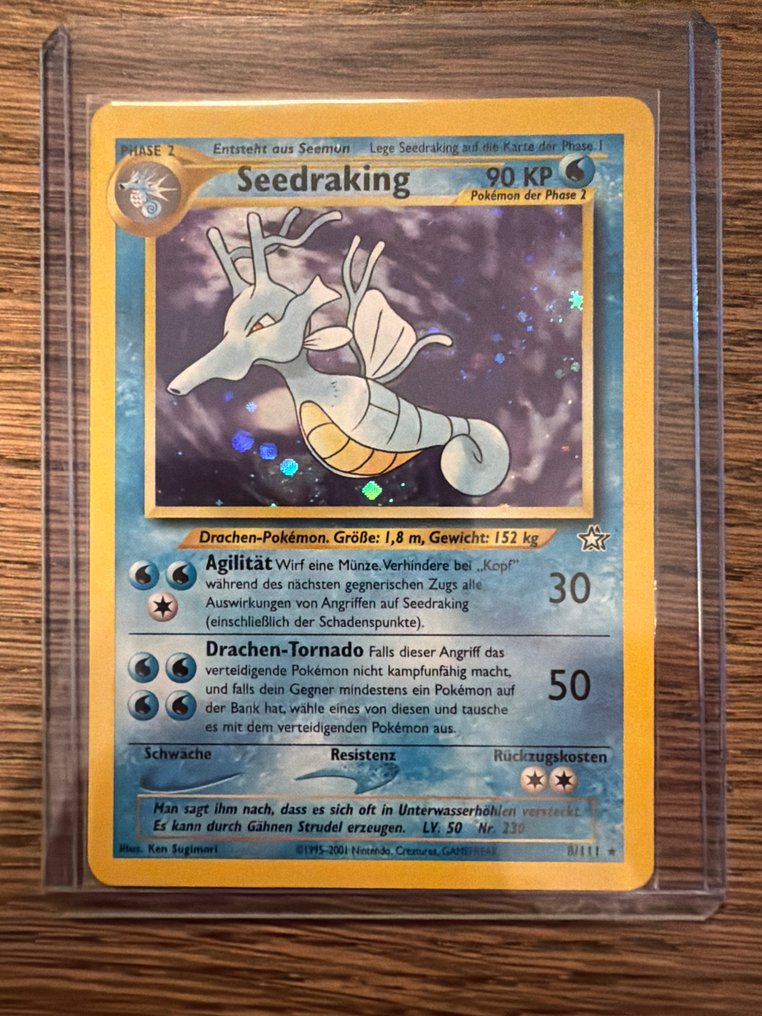 PHASE 2 Entsteht aus Seemon Lege Seedraking auf die Karte der Phase 1
Seedraking 90 KP
Pokémon der Phase 2
Drachen-Pokémon. Größe: 1,8 m, Gewicht: 152 kg
Agilität Wirf eine Münze. Verhindere bei „Kopf"
während des nächsten gegnerischen Zugs alle
Auswirkungen von Angriffen auf Seedraking
(einschließlich der Schadenspunkte).
30
Drachen-Tornado Falls dieser Angriff das
verteidigende Pokémon nicht kampfunfähig macht,
und falls dein Gegner mindestens ein Pokémon auf
der Bank hat, wähle eines von diesen und tausche
es mit dem verteidigenden Pokémon aus.
50
Schwäche Resistenz Rückzugskosten
Man sagt ihm nach, dass es sich oft in Unterwasserhöhlen versteckt.
Es kann durch Gähnen Strudel erzeugen. LV. 50 Nr. 230
Illus. Ken Sugimori ©1995-2001 Nintendo, Creatures, GAMEFREAK 8/111 ★